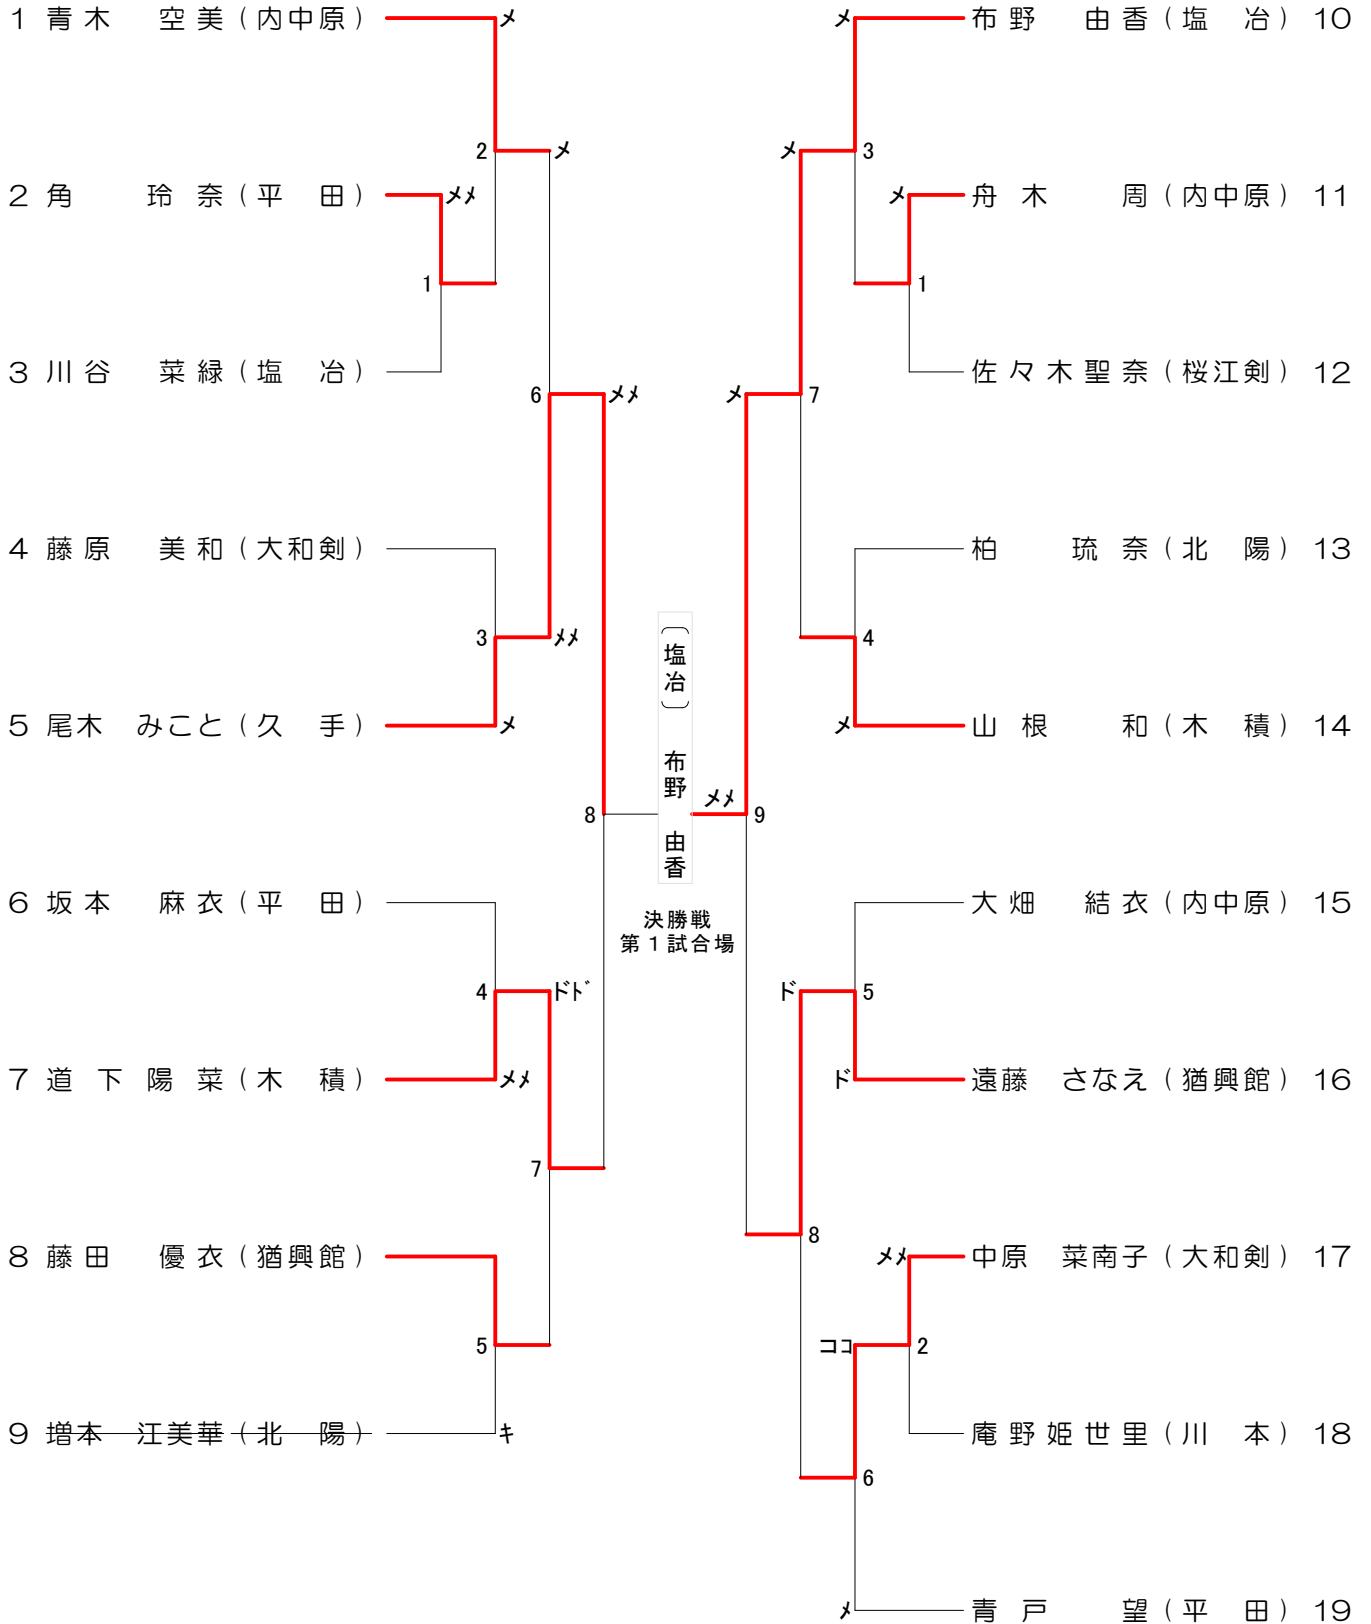 1 青木 空美(内中原)
メ
2
メ
2 角 玲奈(平 田)
メメ
1
3 川谷 菜緑(塩 冶)
6
メメ
4 藤原 美和(大和剣)
3
メメ
5 尾木 みこと(久 手)
メ
8
6 坂本 麻衣(平 田)
4
ドド
7 道下陽菜(木 積)
メメ
7
8 藤田 優衣(猶興館)
5
9 増本 江美華(北 陽)
キ
(塩冶) 布野 由香
メメ
決勝戦
第1試合場
メ
布野 由香(塩 冶) 10
メ
3
メ
舟木 周(内中原) 11
1
佐々木聖奈(桜江剣) 12
メ
7
柏 琉奈(北 陽) 13
4
メ
山根 和(木 積) 14
9
大畑 結衣(内中原) 15
ド
5
ド
遠藤 さなえ(猶興館) 16
8
メメ
中原 菜南子(大和剣) 17
ココ
2
庵野姫世里(川 本) 18
6
メ
青戸 望(平 田) 19